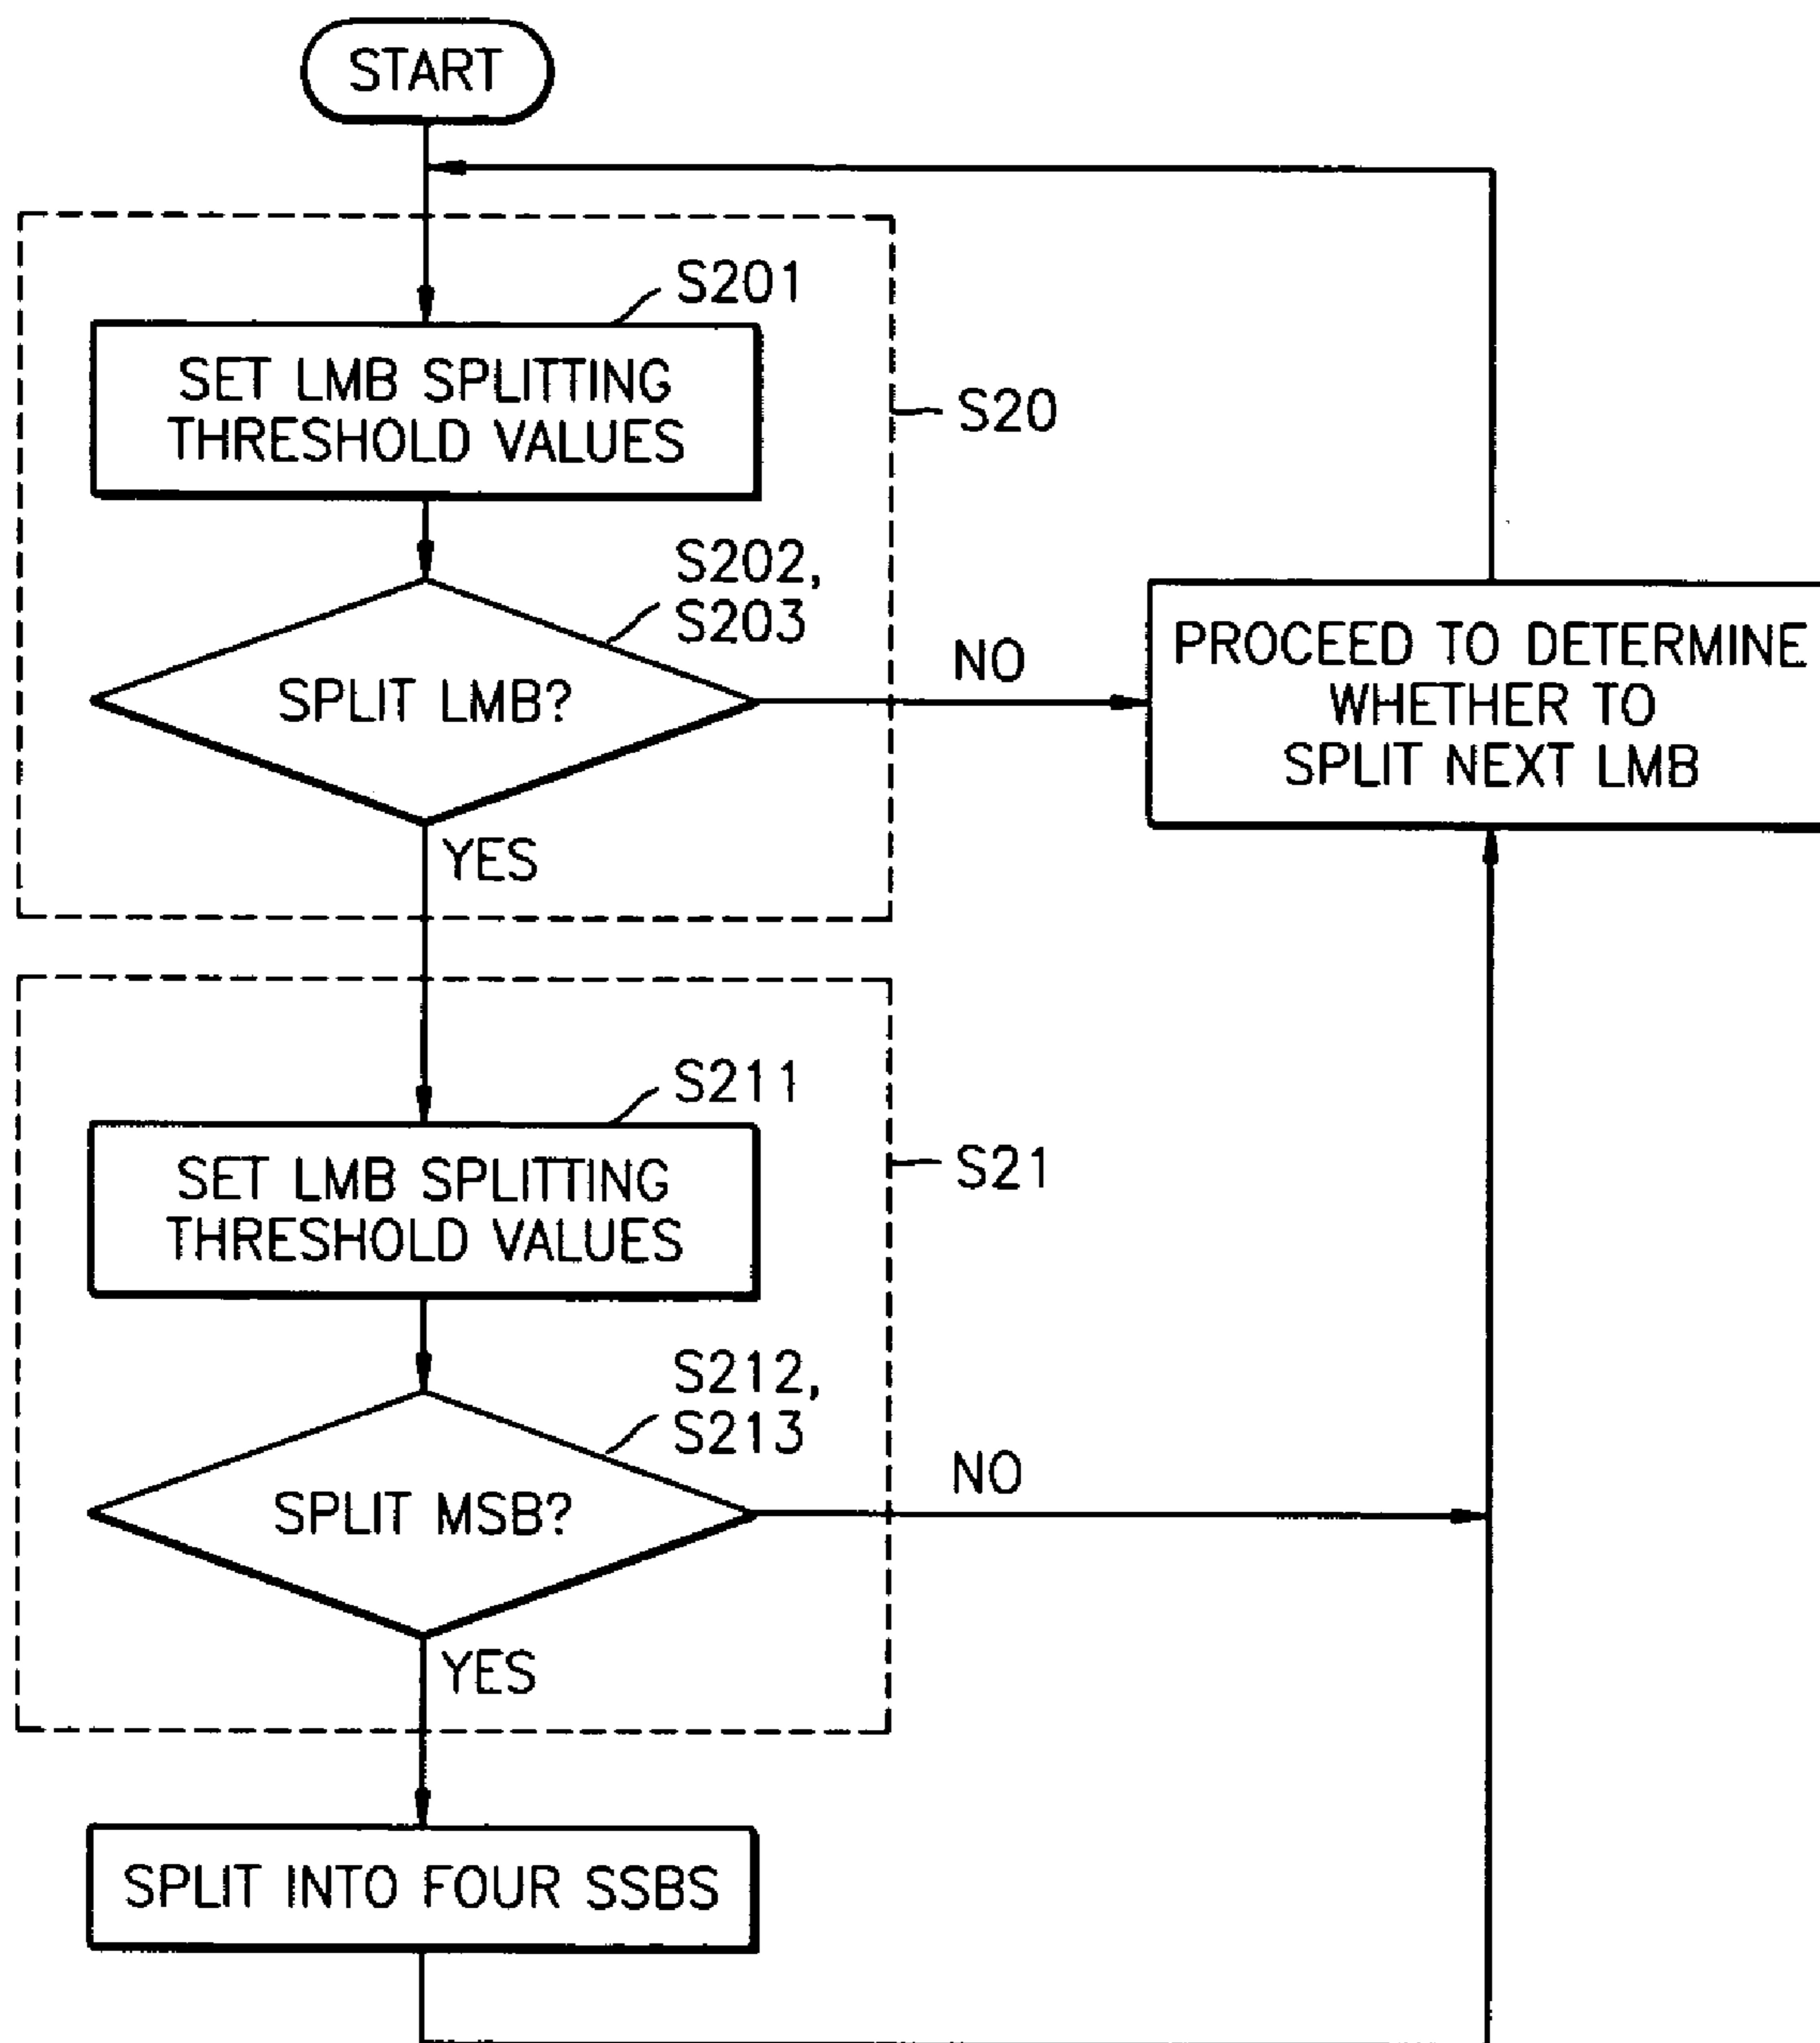 START
S201
SET LMB SPLITTING
THRESHOLD VALUES
S20
S202,
S203
SPLIT LMB?
NO
PROCEED TO DETERMINE
WHETHER TO
SPLIT NEXT LMB
YES
S211
SET LMB SPLITTING
THRESHOLD VALUES
S21
S212,
S213
SPLIT MSB?
NO
YES
SPLIT INTO FOUR SSBS